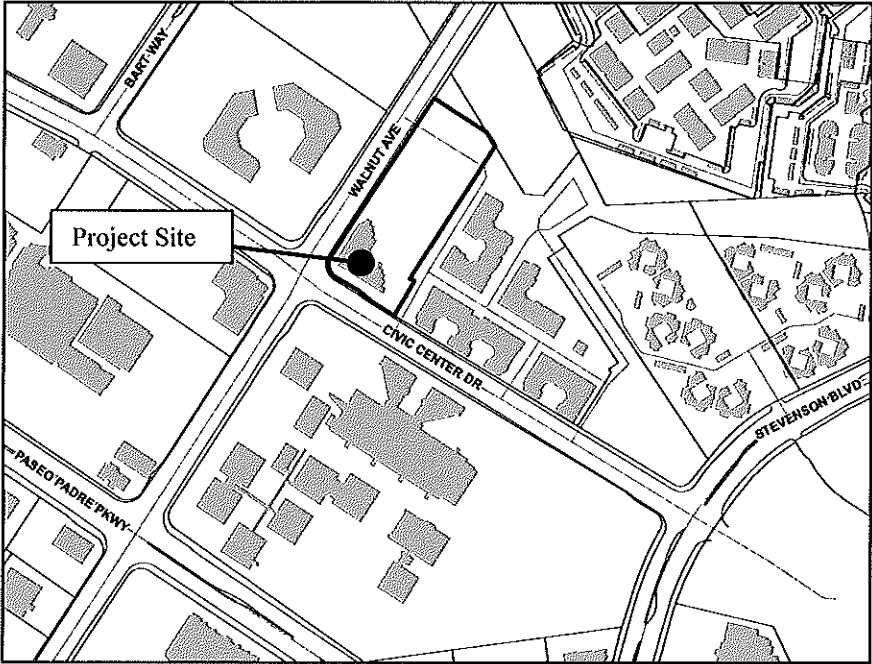 BART WAY
WALNUT AVE
Project Site
CIVIC CENTER DR
STEVENSON BLVD
PASEO PADRE PKWY